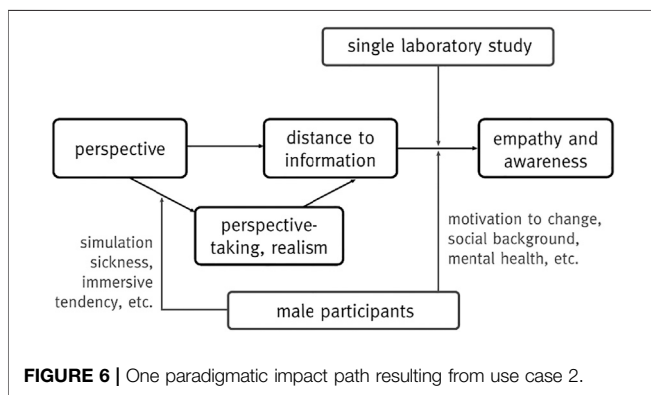 single laboratory study
perspective
distance to
information
empathy and
awareness
perspective-
taking, realism
simulation
sickness,
immersive
tendency, etc.
motivation to change,
social background,
mental health, etc.
male participants
FIGURE 6 | One paradigmatic impact path resulting from use case 2.